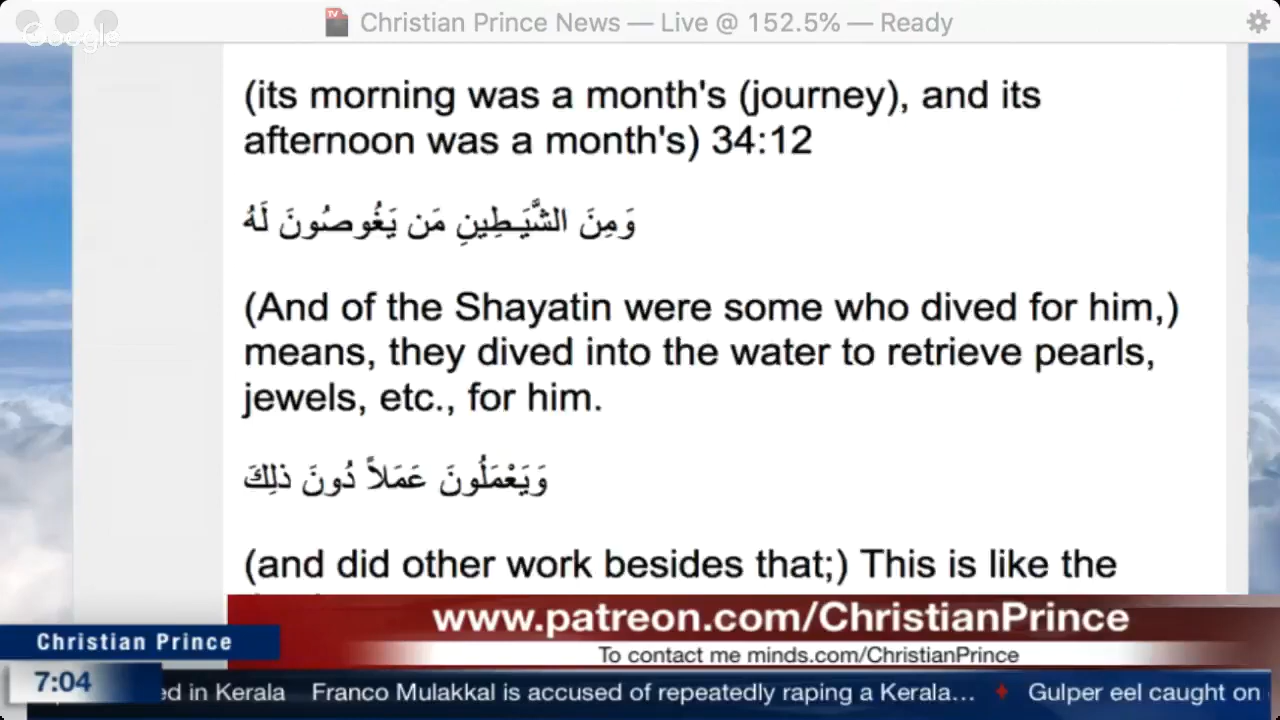 Christian Prince News — Live @ 152.5% — Ready
Google
(its morning was a month's (journey), and its
afternoon was a month's) 34:12
وَمِنَ الشَّيَـطِينِ مَن يَغُوصُونَ لَهُ
(And of the Shayatin were some who dived for him,)
means, they dived into the water to retrieve pearls,
jewels, etc., for him.
وَيَعْمَلُونَ عَمَلاً دُونَ ذلِكَ
(and did other work besides that;) This is like the
www.patreon.com/ChristianPrince
Christian Prince
To contact me minds.com/ChristianPrince
7:04
ed in Kerala Franco Mulakkal is accused of repeatedly raping a Kerala... Gulper eel caught on